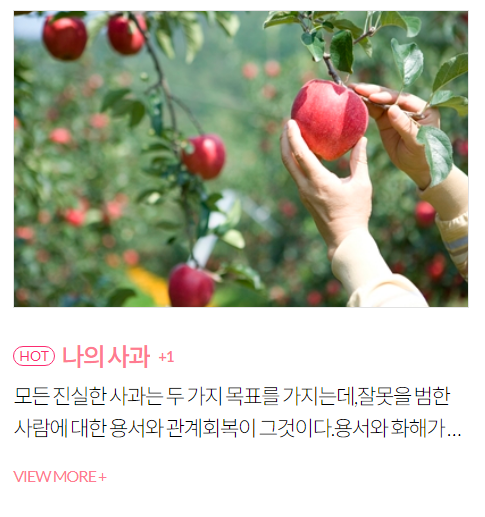 HOT 나의 사과 +1
모든 진실한 사과는 두 가지 목표를 가지는데,잘못을 범한
사람에 대한 용서와 관계회복이 그것이다.용서와 화해가…
VIEW MORE +